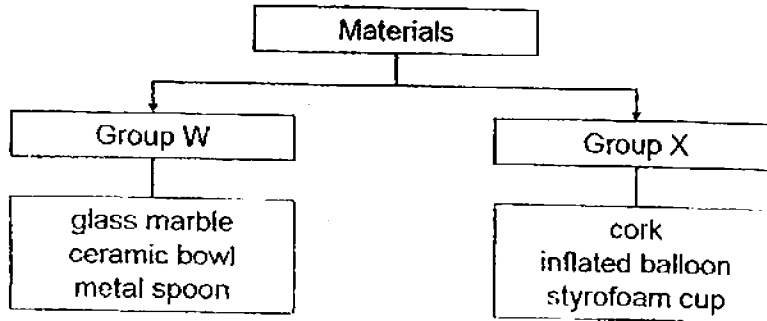 Materials
Group W
Group X
glass marble
ceramic bowl
metal spoon
cork
inflated balloon
styrofoam cup